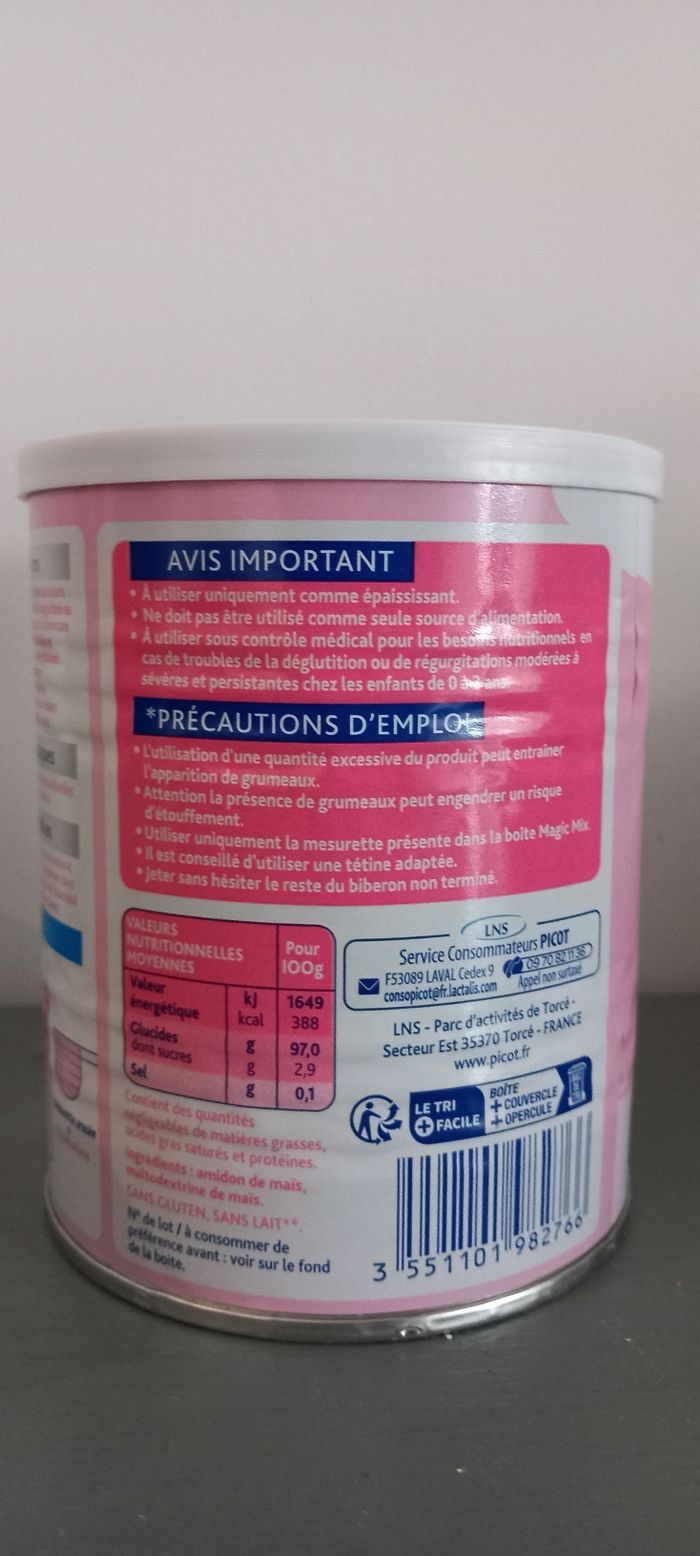 AVIS IMPORTANT
• À utiliser uniquement comme épaississant.
• Ne doit pas être utilisé comme seule source d'alimentation.
• À utiliser sous contrôle médical pour les besoins nutritionnels en
cas de troubles de la déglutition ou de régurgitations modérées à
sévères et persistantes chez les enfants de 0 à 3 ans.
*PRÉCAUTIONS D'EMPLOI
• L'utilisation d'une quantité excessive du produit peut entraîner
l'apparition de grumeaux.
• Attention la présence de grumeaux peut engendrer un risque
d'étouffement.
• Utiliser uniquement la mesurette présente dans la boîte Magic Mix.
• Il est conseillé d'utiliser une tétine adaptée.
• Jeter sans hésiter le reste du biberon non terminé.
VALEURS
NUTRITIONNELLES
MOYENNES
Pour
100g
Valeur
énergétique
kJ 1649
kcal 388
Glucides g 97,0
dont sucres g 2,9
Sel g 0,1
Contient des quantités
négligeables de matières grasses,
acides gras saturés et protéines.
Ingrédients : amidon de maïs,
maltodextrine de maïs.
SANS GLUTEN, SANS LAIT**.
N° de lot / à consommer de
préférence avant : voir sur le fond
de la boite.
LNS
Service Consommateurs PICOT
F53089 LAVAL Cedex 9
consopicot@fr.lactalis.com
09 70 82 11 36
Appel non surtaxé
LNS - Parc d'activités de Torcé -
Secteur Est 35370 Torcé - FRANCE
www.picot.fr
LE TRI
+ FACILE
BOÎTE
+ COUVERCLE
+ OPERCULE
3 551101 982766